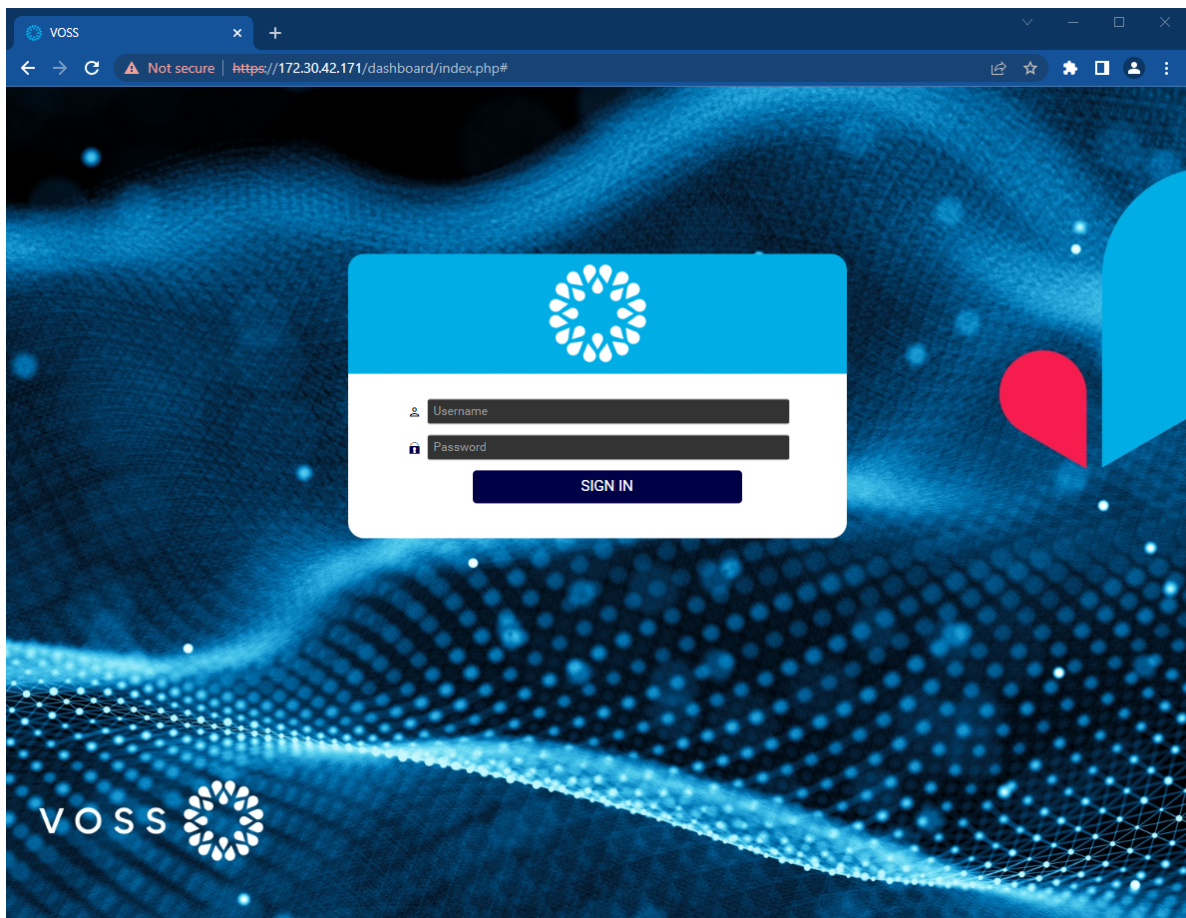 VOSS
Not secure | https://172.30.42.171/dashboard/index.php#
Username
Password
SIGN IN
VOSS